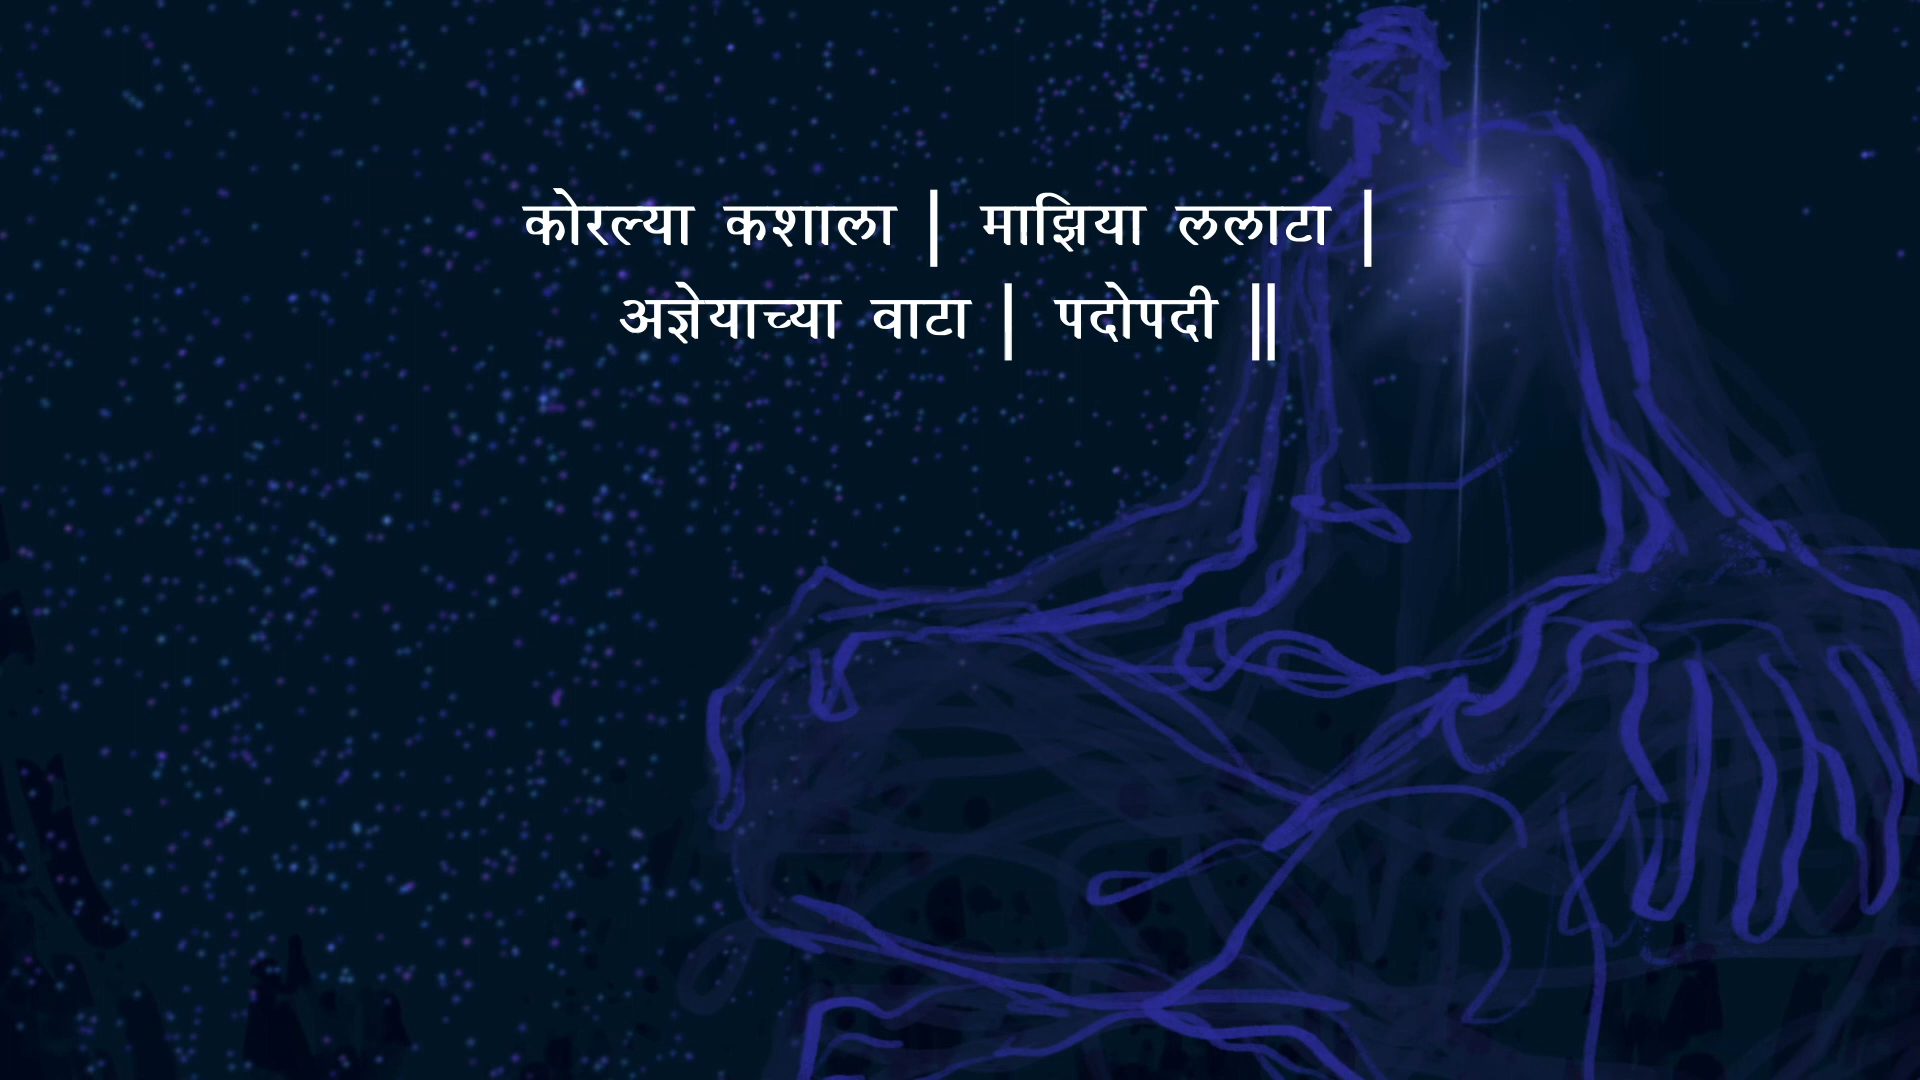 कोरल्या कशाला | माझिया ललाटा |
अज्ञेयाच्या वाटा | पदोपदी ||